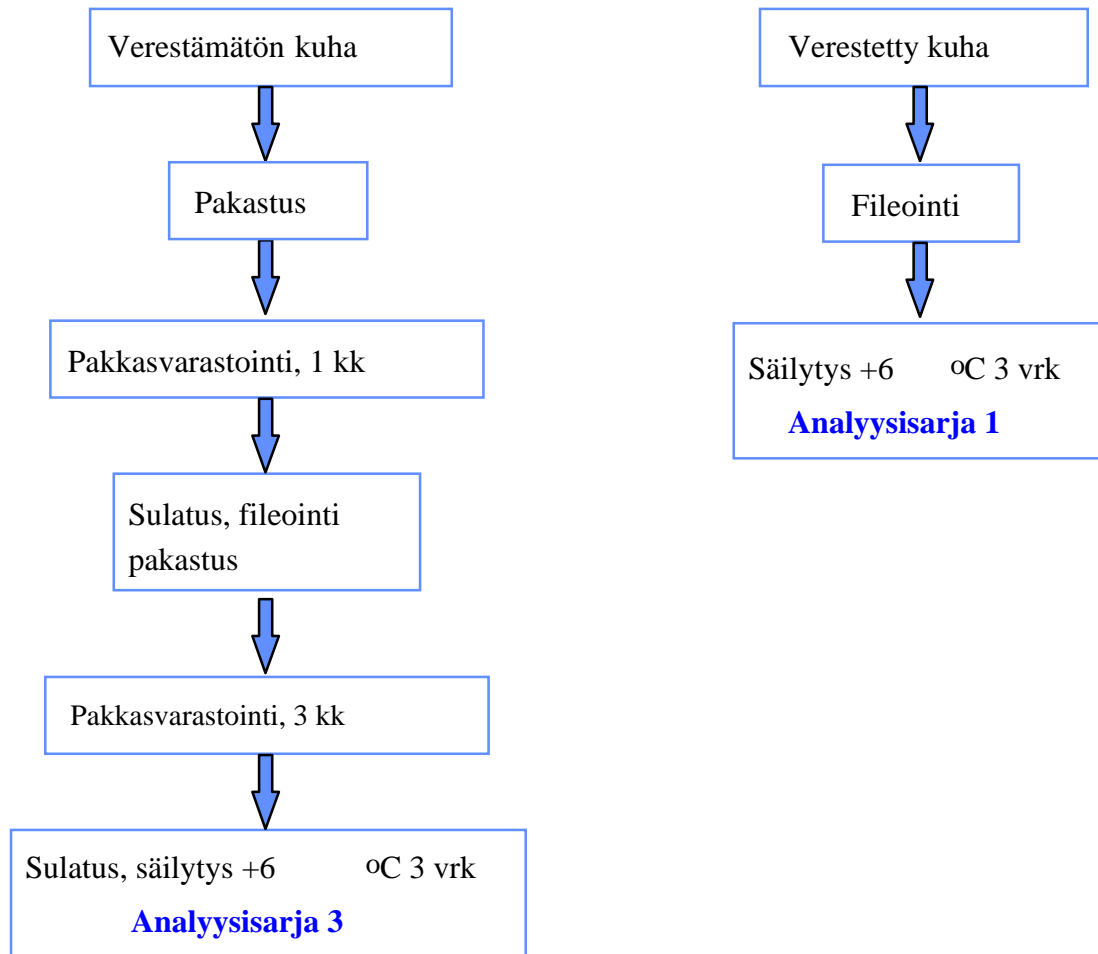 Verestämätön kuha
Pakastus
Pakkasvarastointi, 1 kk
Sulatus, fileointi
pakastus
Pakkasvarastointi, 3 kk
Sulatus, säilytys +6 ºC 3 vrk
Analyysisarja 3
Verestetty kuha
Fileointi
Säilytys +6 ºC 3 vrk
Analyysisarja 1